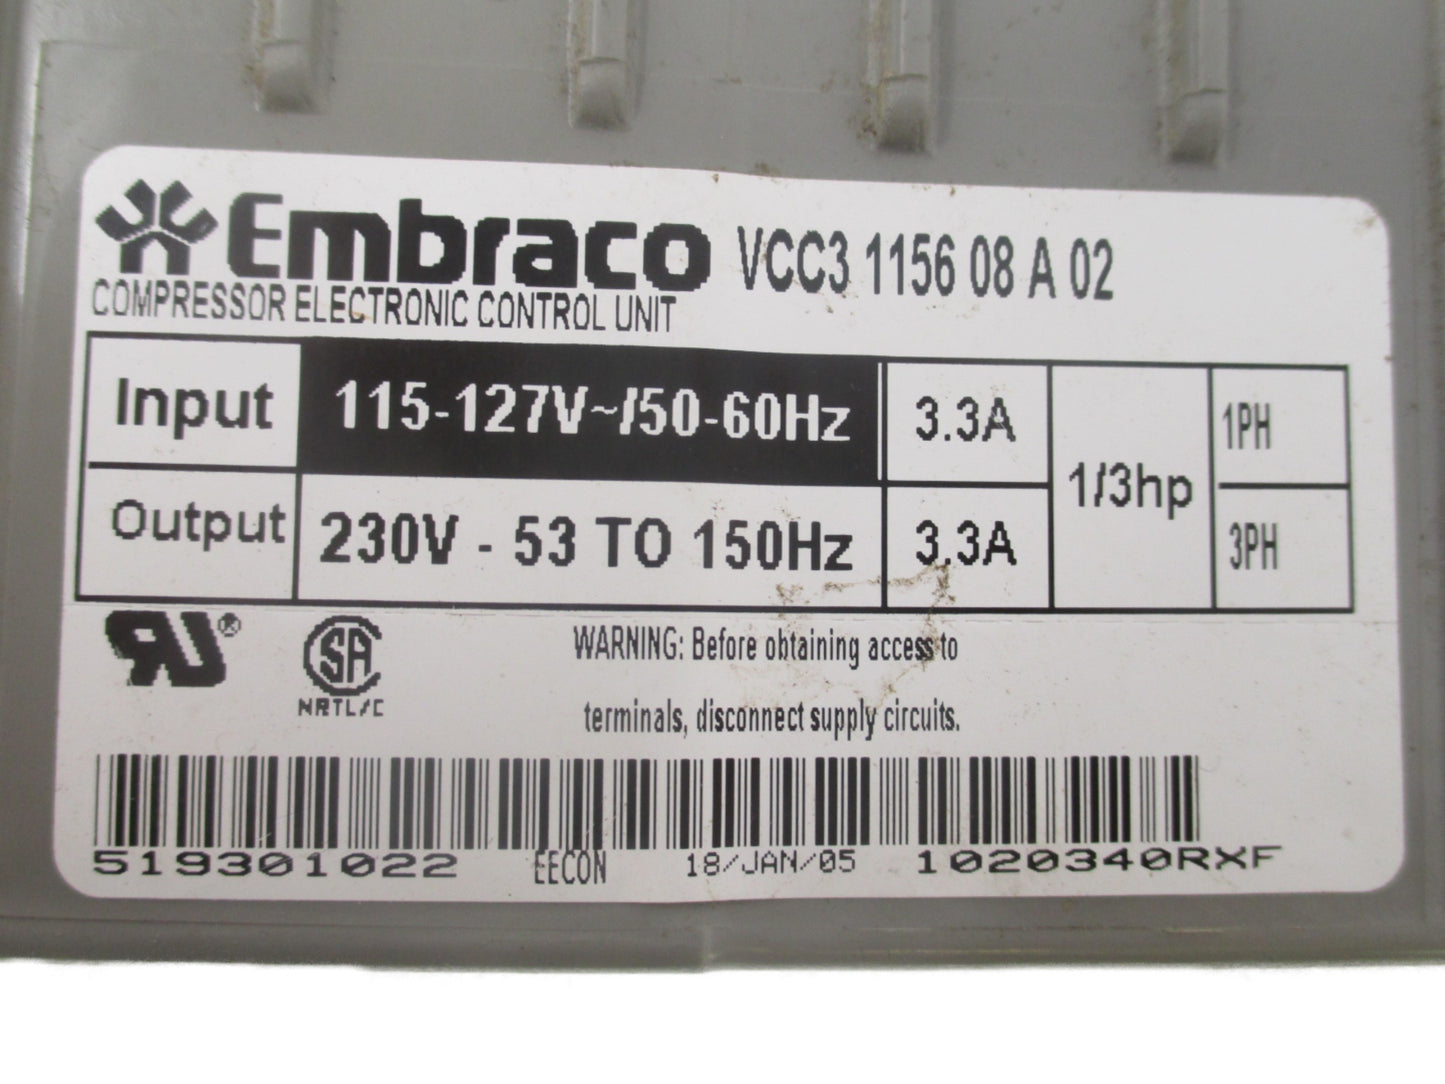 Embraco VCC3 1156 08 A 02
COMPRESSOR ELECTRONIC CONTROL UNIT
Input 115-127V~/50-60Hz 3.3A 1/3hp 1PH
Output 230V - 53 TO 150Hz 3.3A 3PH
RU® SA
NRTL/C
WARNING: Before obtaining access to
terminals, disconnect supply circuits.
519301022 EECON 18/JAN/05 1020340RXF